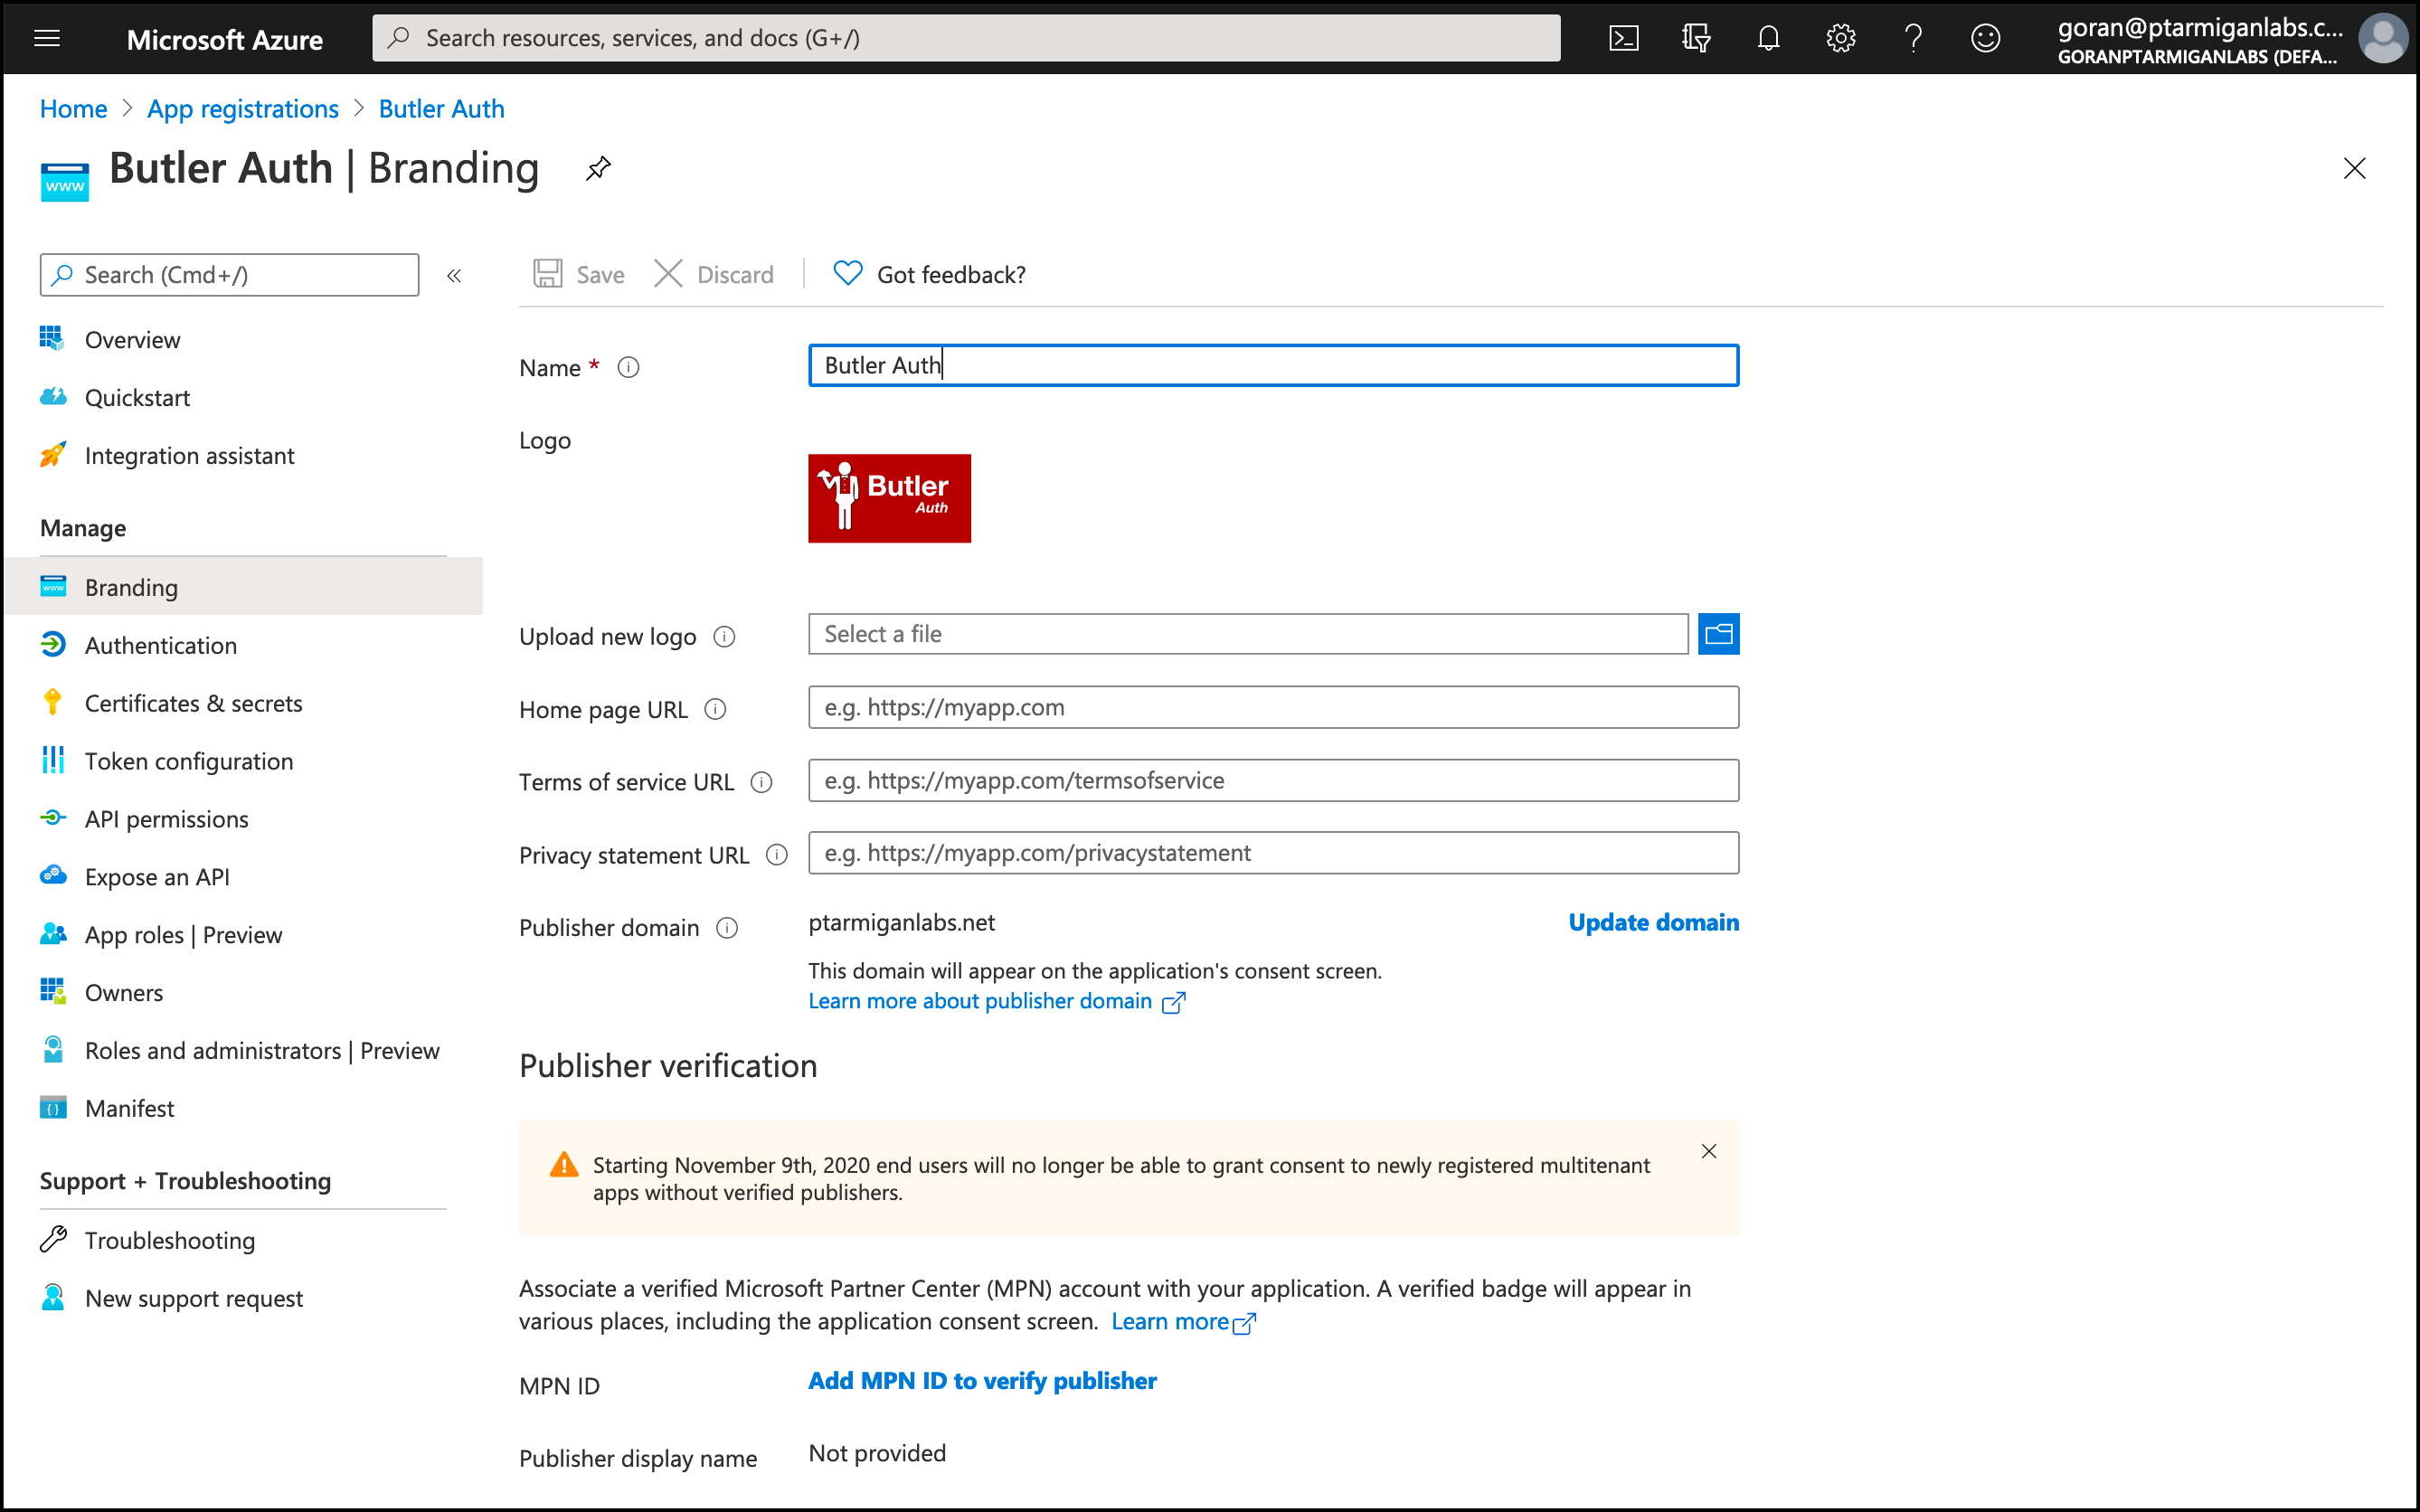 Microsoft Azure
Search resources, services, and docs (G+/)
goran@ptarmiganlabs.c...
GORANPTARMIGANLABS (DEFA...
Home > App registrations > Butler Auth
www
Butler Auth | Branding
Search (Cmd+/)
«
Save
Discard
Got feedback?
Overview
Quickstart
Integration assistant
Manage
Branding
Authentication
Certificates & secrets
Token configuration
API permissions
Expose an API
App roles | Preview
Owners
Roles and administrators | Preview
Manifest
Support + Troubleshooting
Troubleshooting
New support request
Name *
Butler Auth
Logo
Butler
Auth
Upload new logo
Select a file
Home page URL
e.g. https://myapp.com
Terms of service URL
e.g. https://myapp.com/termsofservice
Privacy statement URL
e.g. https://myapp.com/privacystatement
Publisher domain
ptarmiganlabs.net
Update domain
This domain will appear on the application's consent screen.
Learn more about publisher domain
Publisher verification
Starting November 9th, 2020 end users will no longer be able to grant consent to newly registered multitenant
apps without verified publishers.
Associate a verified Microsoft Partner Center (MPN) account with your application. A verified badge will appear in
various places, including the application consent screen. Learn more
MPN ID
Add MPN ID to verify publisher
Publisher display name
Not provided